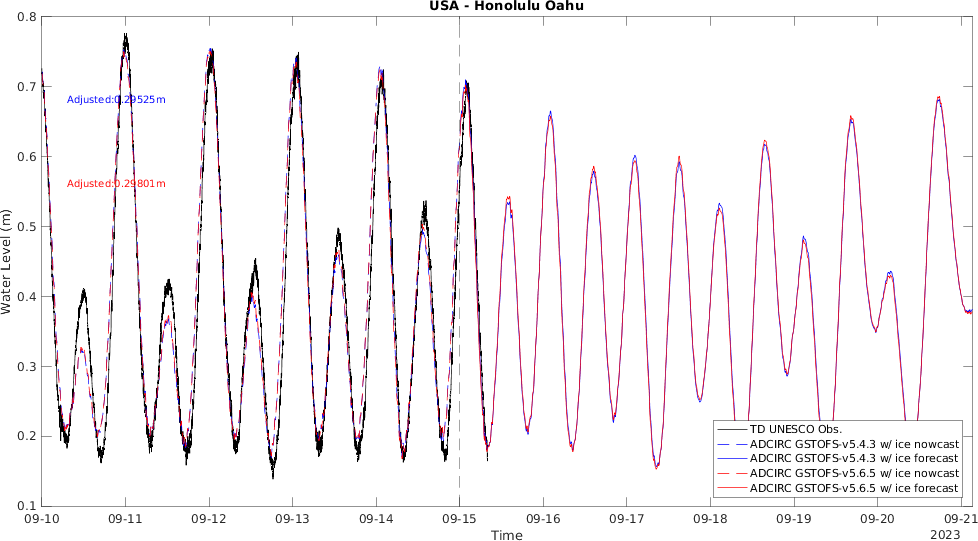 USA - Honolulu Oahu
0.8
0.7
0.6
0.5
0.4
0.3
0.2
0.1
Water Level (m)
Adjusted:0.29525m
Adjusted:0.29801m
TD UNESCO Obs.
ADCIRC GSTOFS-v5.4.3 w/ ice nowcast
ADCIRC GSTOFS-v5.4.3 w/ ice forecast
ADCIRC GSTOFS-v5.6.5 w/ ice nowcast
ADCIRC GSTOFS-v5.6.5 w/ ice forecast
09-10 09-11 09-12 09-13 09-14 09-15 09-16 09-17 09-18 09-19 09-20 09-21
Time
2023